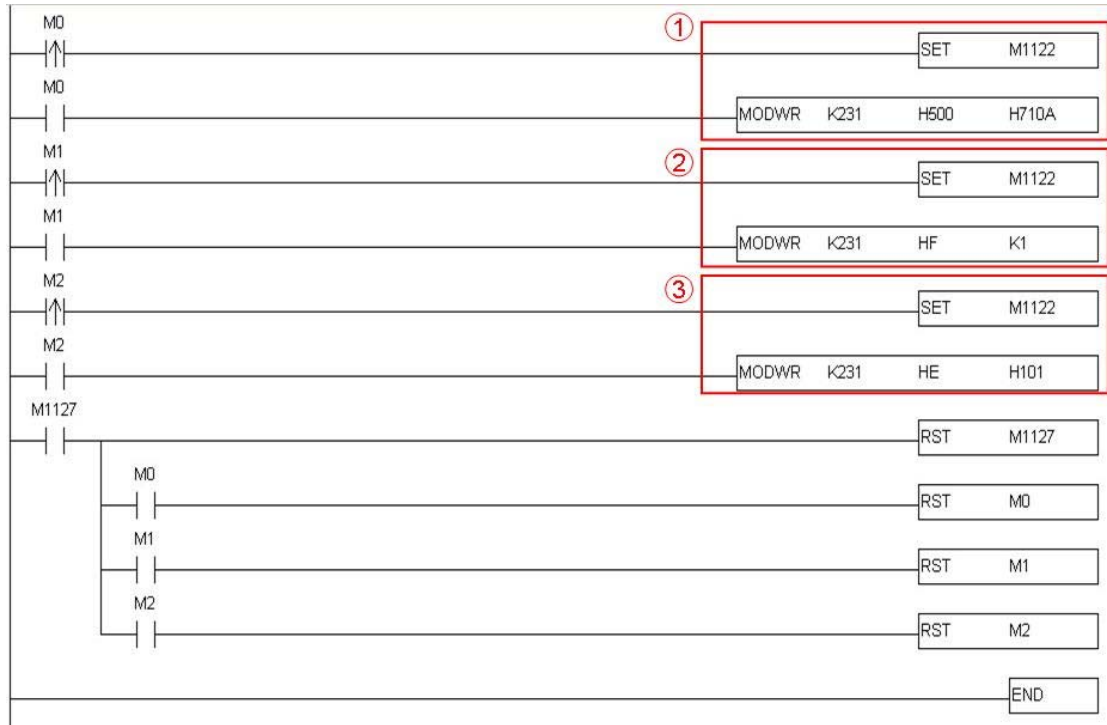 M0
①
SET M1122
M0
MODWR K231 H500 H710A
M1
②
SET M1122
M1
MODWR K231 HF K1
M2
③
SET M1122
M2
MODWR K231 HE H101
M1127
RST M1127
M0
RST M0
M1
RST M1
M2
RST M2
END